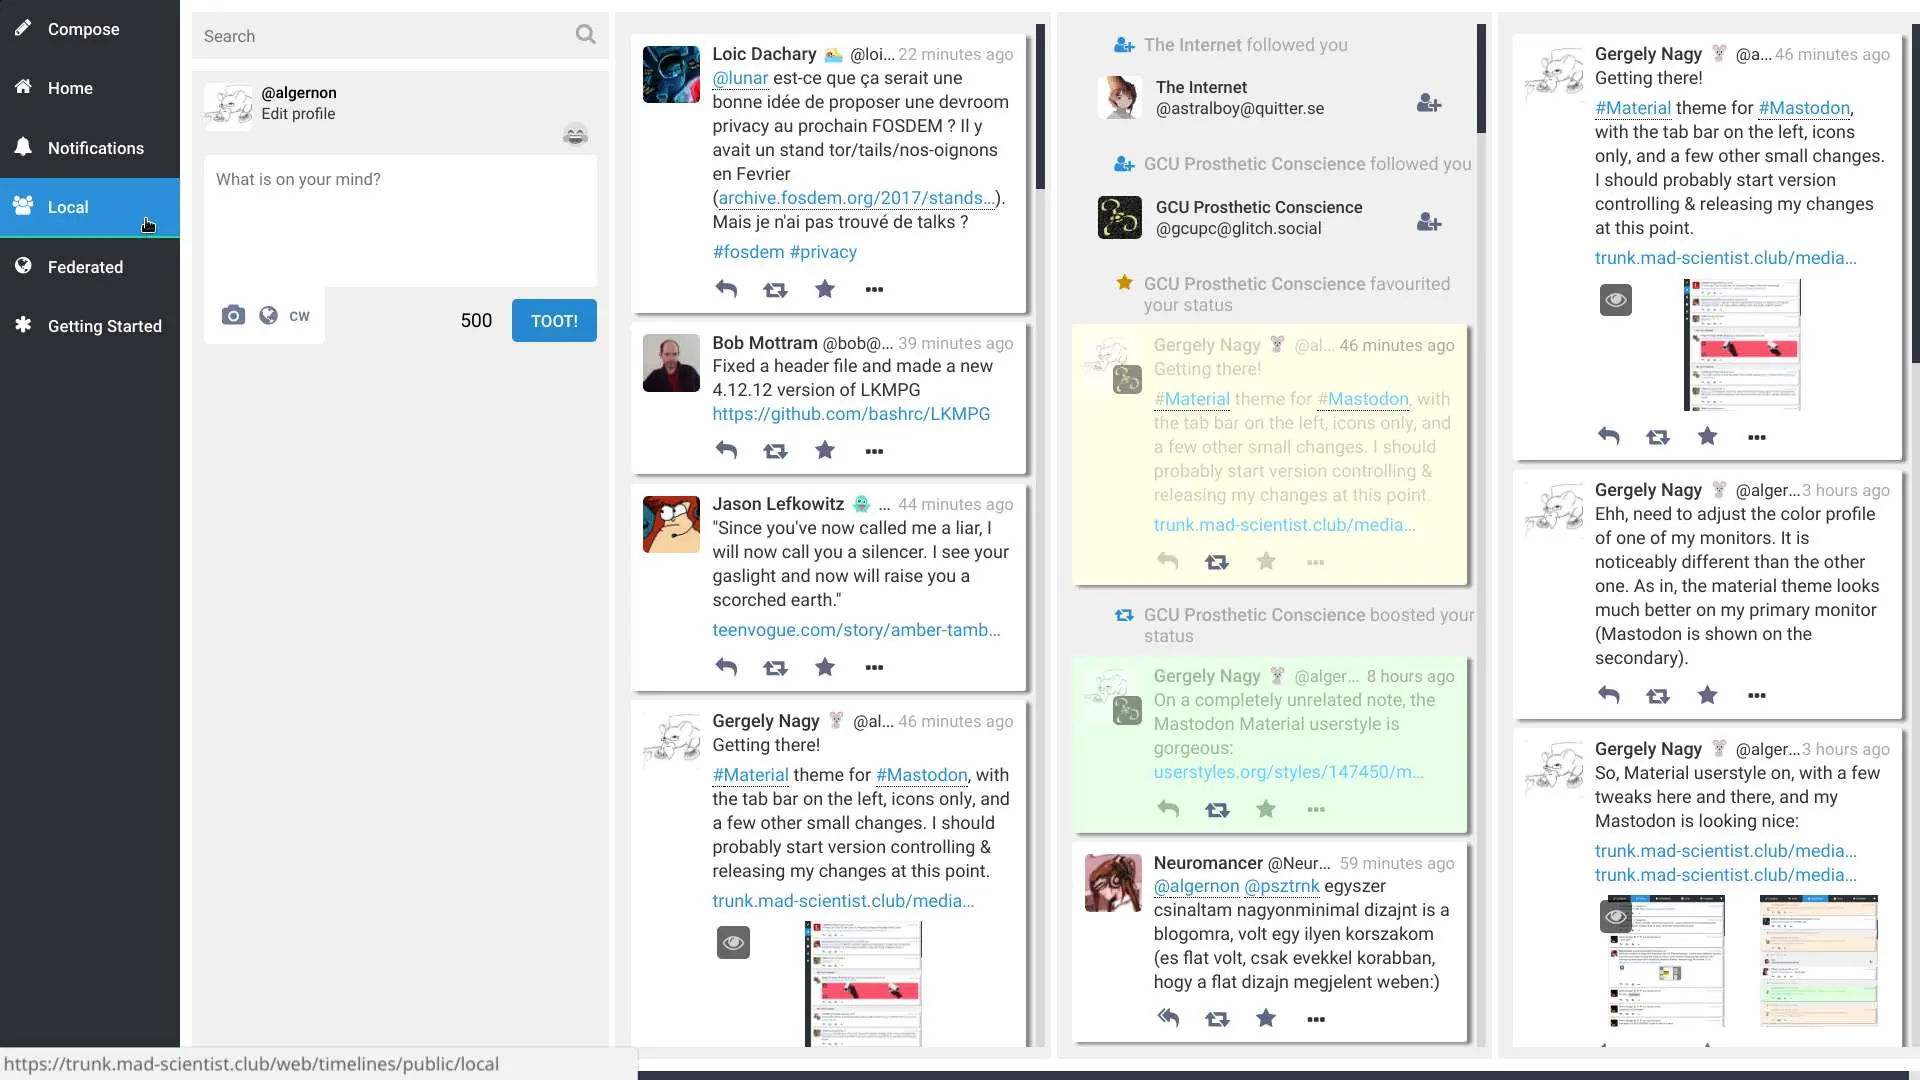 Compose
Home
Notifications
Local
Federated
Getting Started
Search
@algernon
Edit profile
What is on your mind?
CW
500
TOOT!
Loic Dachary @loi... 22 minutes ago
@lunar est-ce que ça serait une
bonne idée de proposer une devroom
privacy au prochain FOSDEM ? Il y
avait un stand tor/tails/nos-oignons
en Fevrier
(archive.fosdem.org/2017/stands...).
Mais je n'ai pas trouvé de talks ?
#fosdem #privacy
Bob Mottram @bob@... 39 minutes ago
Fixed a header file and made a new
4.12.12 version of LKMPG
https://github.com/bashrc/LKMPG
Jason Lefkowitz ... 44 minutes ago
"Since you've now called me a liar, I
will now call you a silencer. I see your
gaslight and now will raise you a
scorched earth."
teenvogue.com/story/amber-tamb...
Gergely Nagy @al... 46 minutes ago
Getting there!
#Material theme for #Mastodon, with
the tab bar on the left, icons only, and
a few other small changes. I should
probably start version controlling &
releasing my changes at this point.
trunk.mad-scientist.club/media...
The Internet followed you
The Internet
@astralboy@quitter.se
GCU Prosthetic Conscience followed you
GCU Prosthetic Conscience
@gcupc@glitch.social
GCU Prosthetic Conscience favourited
your status
Gergely Nagy @al... 46 minutes ago
Getting there!
#Material theme for #Mastodon, with
the tab bar on the left, icons only, and
a few other small changes. I should
probably start version controlling &
releasing my changes at this point.
trunk.mad-scientist.club/media...
GCU Prosthetic Conscience boosted your
status
Gergely Nagy @alger... 8 hours ago
On a completely unrelated note, the
Mastodon Material userstyle is
gorgeous:
userstyles.org/styles/147450/m...
Neuromancer @Neur... 59 minutes ago
@algernon @psztrnk egyszer
csinaltam nagyonminimal dizajnt is a
blogomra, volt egy ilyen korszakom
(es flat volt, csak evekkel korabban,
hogy a flat dizajn megjelent weben:)
Gergely Nagy @a... 46 minutes ago
Getting there!
#Material theme for #Mastodon,
with the tab bar on the left, icons
only, and a few other small changes.
I should probably start version
controlling & releasing my changes
at this point.
trunk.mad-scientist.club/media...
Gergely Nagy @alger... 3 hours ago
Ehh, need to adjust the color profile
of one of my monitors. It is
noticeably different than the other
one. As in, the material theme looks
much better on my primary monitor
(Mastodon is shown on the
secondary).
Gergely Nagy @alger... 3 hours ago
So, Material userstyle on, with a few
tweaks here and there, and my
Mastodon is looking nice:
trunk.mad-scientist.club/media...
trunk.mad-scientist.club/media...
https://trunk.mad-scientist.club/web/timelines/public/local